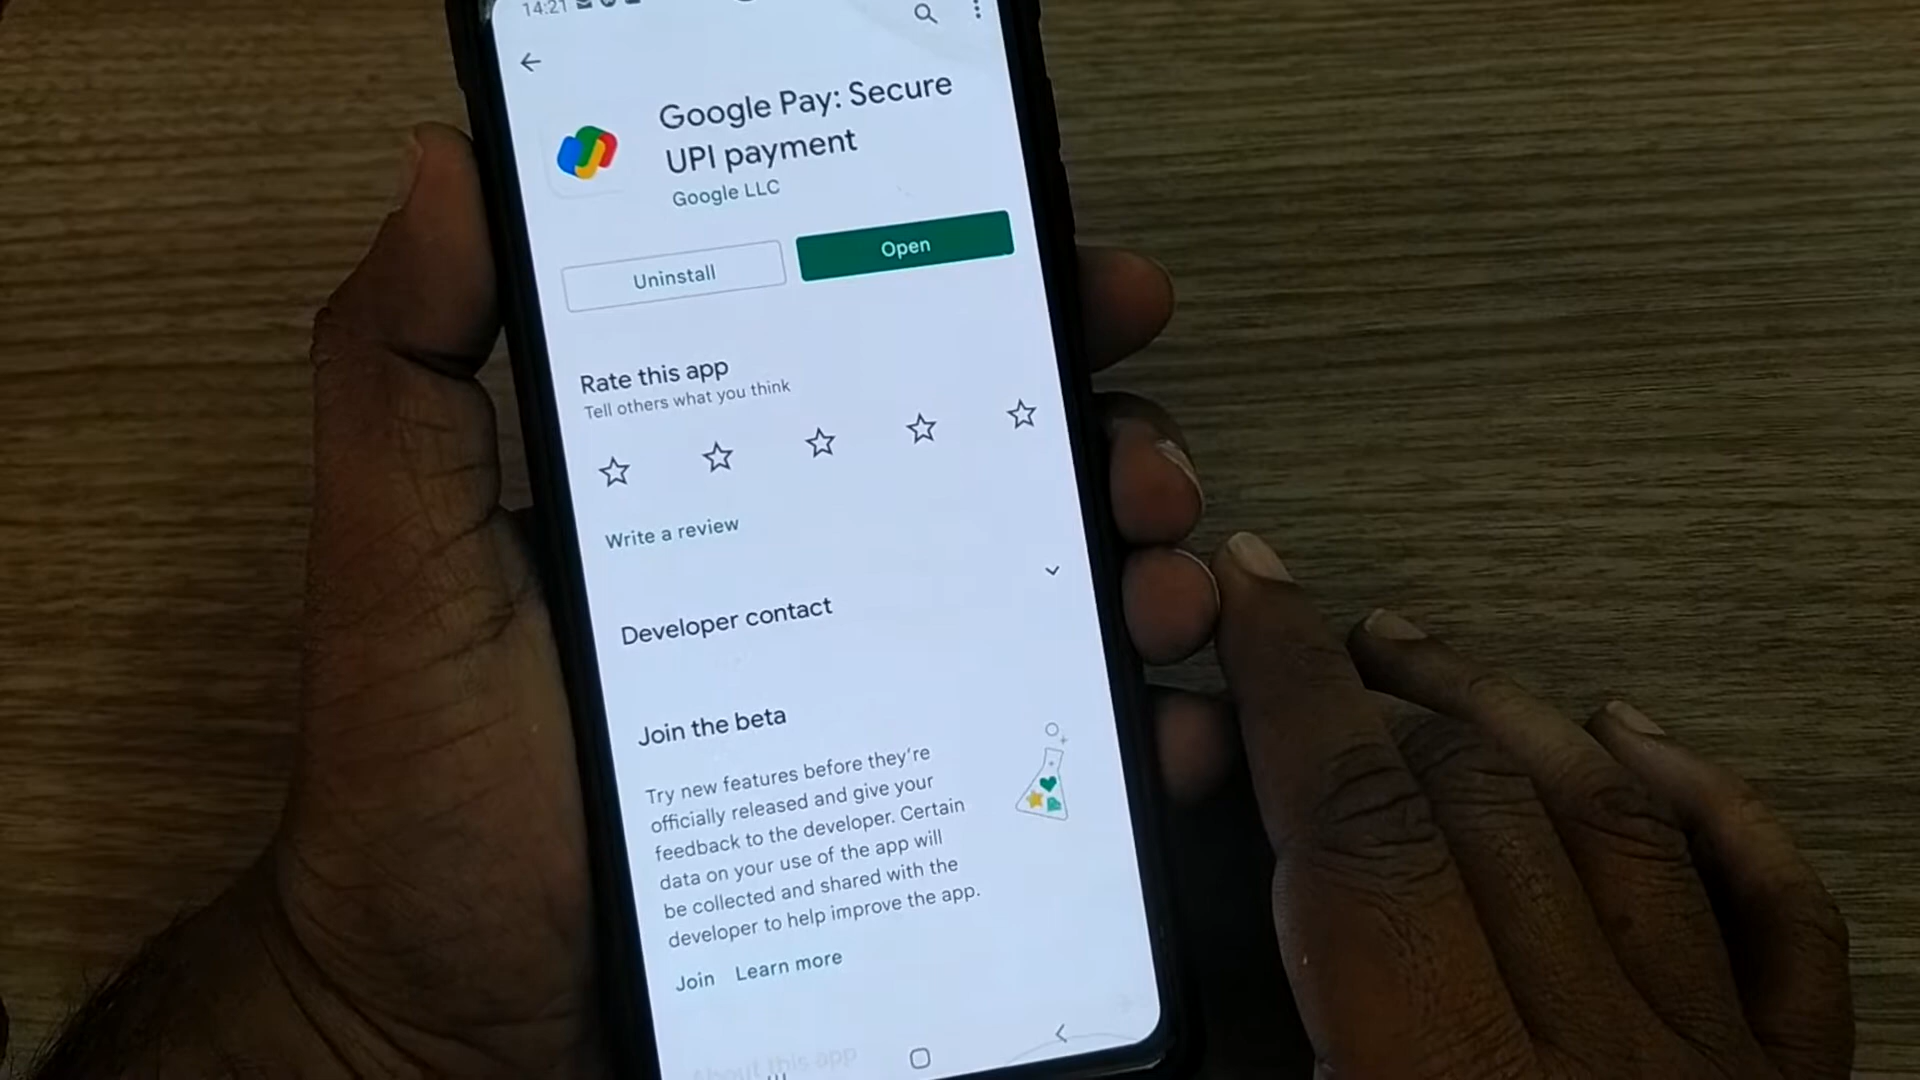 14:21
Google Pay: Secure
UPI payment
Google LLC
Uninstall
Open
Rate this app
Tell others what you think
Write a review
Developer contact
Join the beta
Try new features before they're
officially released and give your
feedback to the developer. Certain
data on your use of the app will
be collected and shared with the
developer to help improve the app.
Join Learn more
About this app